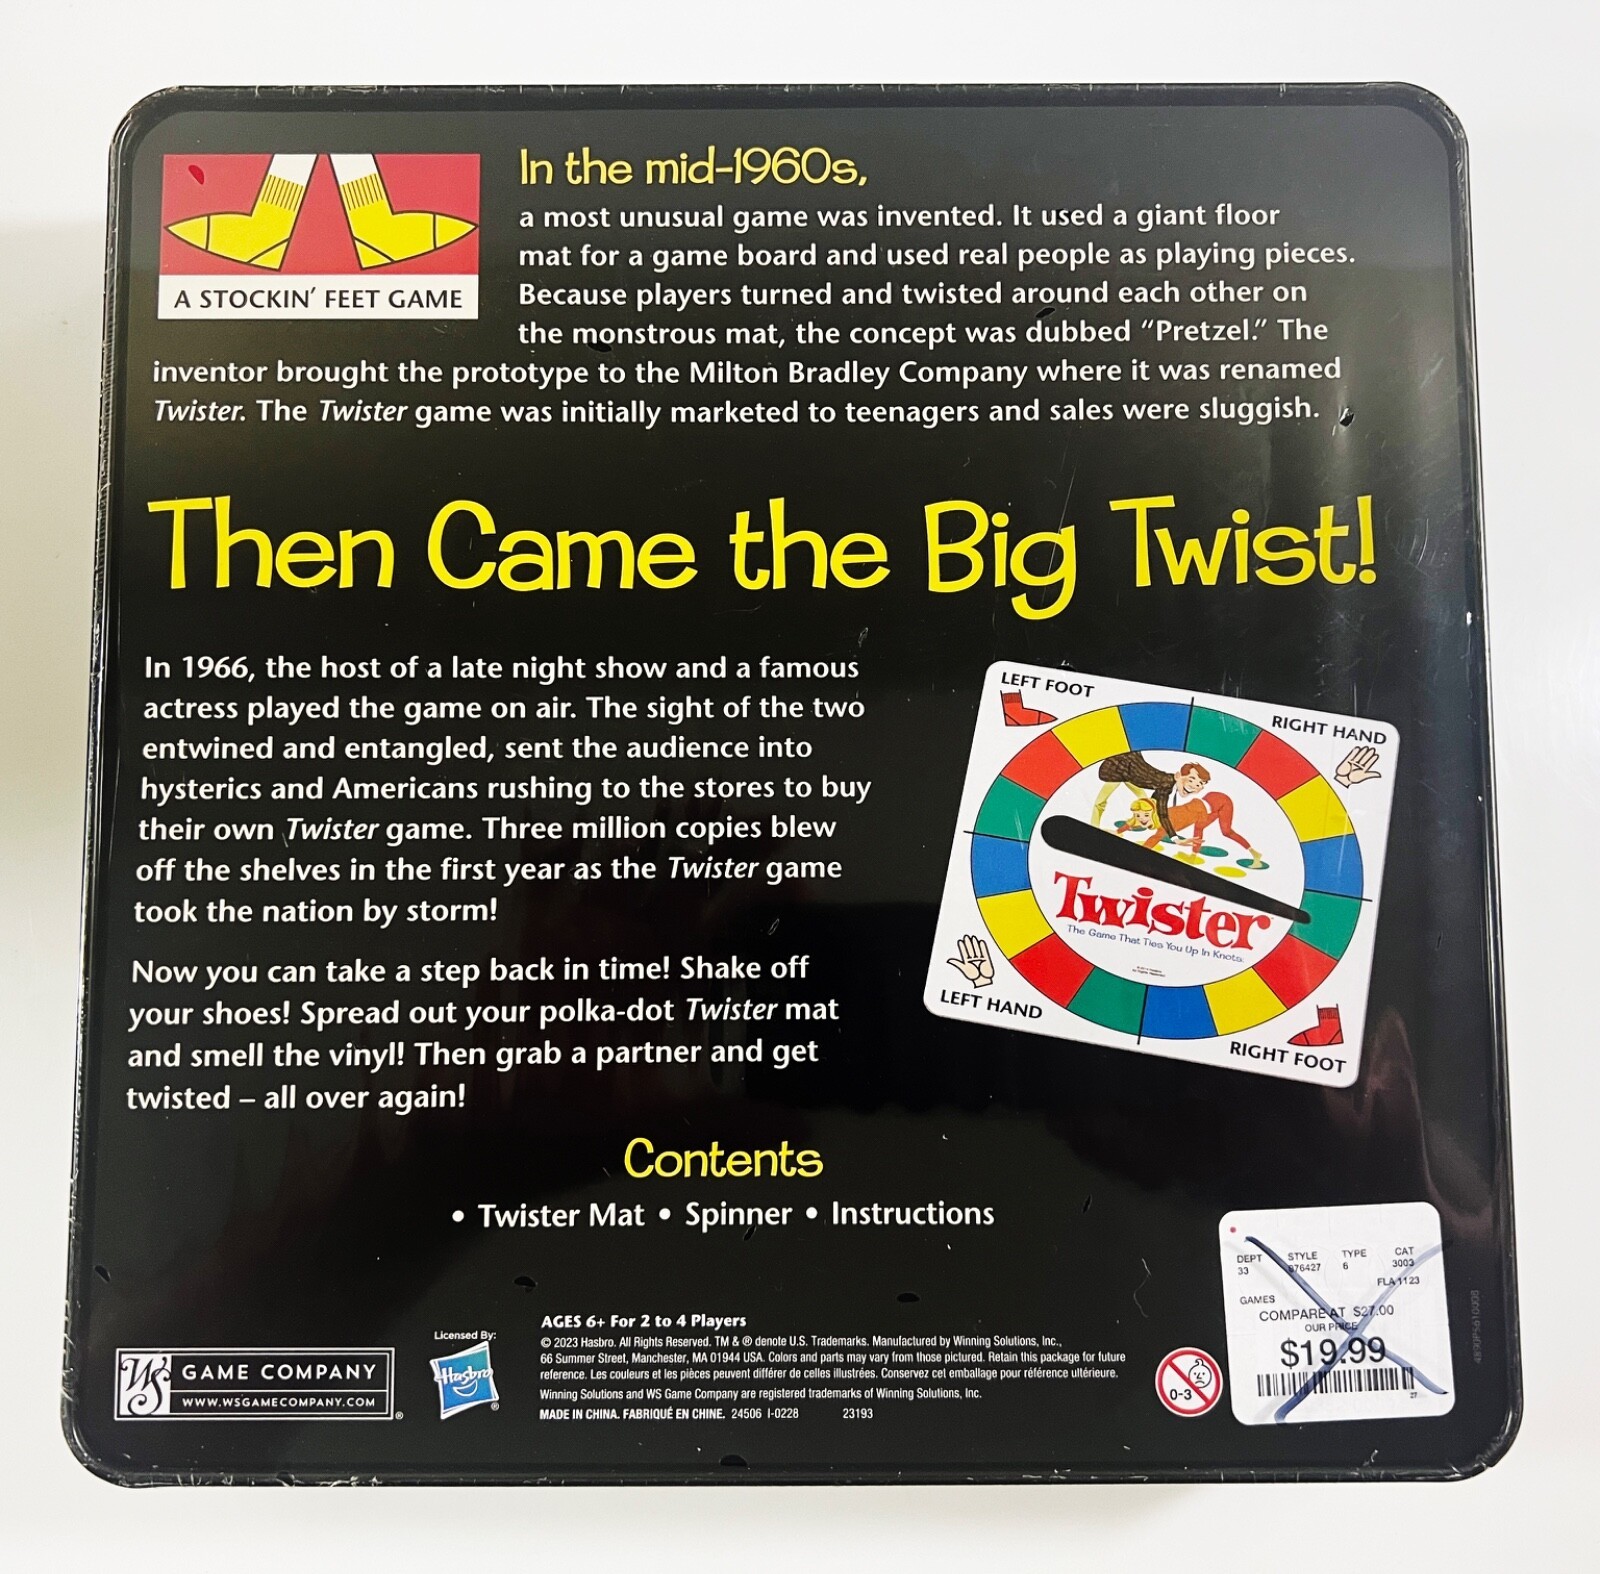 A STOCKIN' FEET GAME
In the mid-1960s,
a most unusual game was invented. It used a giant floor
mat for a game board and used real people as playing pieces.
Because players turned and twisted around each other on
the monstrous mat, the concept was dubbed “Pretzel.” The
inventor brought the prototype to the Milton Bradley Company where it was renamed
Twister. The Twister game was initially marketed to teenagers and sales were sluggish.
Then Came the Big Twist!
In 1966, the host of a late night show and a famous
actress played the game on air. The sight of the two
entwined and entangled, sent the audience into
hysterics and Americans rushing to the stores to buy
their own Twister game. Three million copies blew
off the shelves in the first year as the Twister game
took the nation by storm!
Now you can take a step back in time! Shake off
your shoes! Spread out your polka-dot Twister mat
and smell the vinyl! Then grab a partner and get
twisted – all over again!
LEFT FOOT
RIGHT HAND
Twister
The Game That Ties You Up In Knots.
LEFT HAND
RIGHT FOOT
Contents
• Twister Mat • Spinner • Instructions
WS GAME COMPANY
WWW.WSGAMECOMPANY.COM
®
Licensed By:
Hasbro
®
AGES 6+ For 2 to 4 Players
© 2023 Hasbro. All Rights Reserved. TM & ® denote U.S. Trademarks. Manufactured by Winning Solutions, Inc.,
66 Summer Street, Manchester, MA 01944 USA. Colors and parts may vary from those pictured. Retain this package for future
reference. Les couleurs et les pièces peuvent différer de celles illustrées. Conservez cet emballage pour référence ultérieure.
Winning Solutions and WS Game Company are registered trademarks of Winning Solutions, Inc.
MADE IN CHINA. FABRIQUÉ EN CHINE. 24506 I-0228 23193
0-3
DEPT STYLE TYPE CAT
33 876427 6 3003
FLA 1123
GAMES
COMPARE AT $27.00
OUR PRICE
$19.99
27